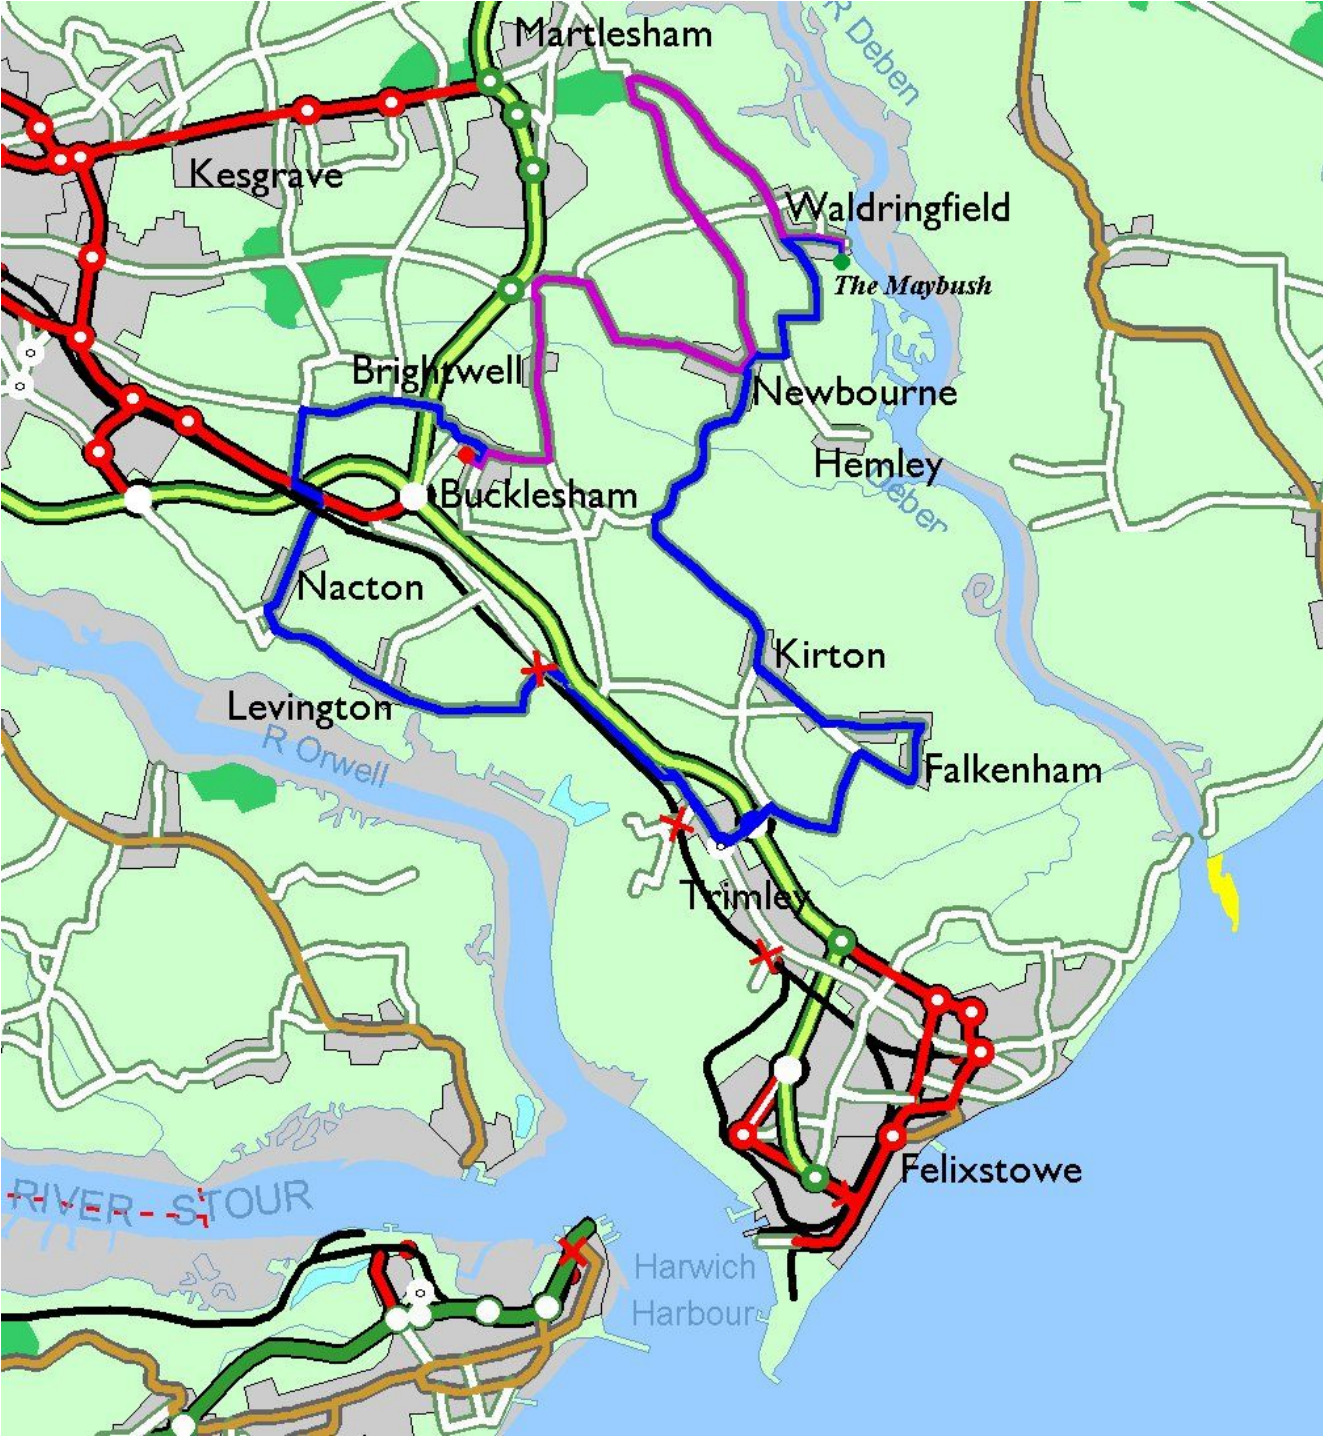 Martlesham
R Deben
Kesgrave
Waldringfield
The Maybush
Brightwell
Newbourne
Hemley
Bucklesham
Deber
Nacton
Kirton
Levington
R Orwell
Falkenham
Trimley
Felixstowe
RIVER STOUR
Harwich
Harbour